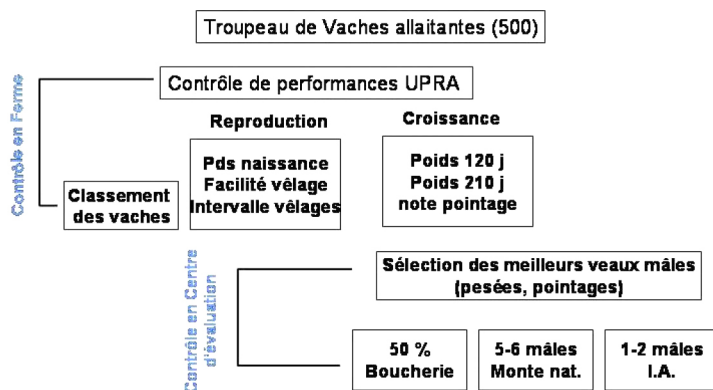 Troupeau de Vaches allaitantes (500)
Contrôle en Ferme
Contrôle de performances UPRA
Reproduction
Croissance
Classement
des vaches
Pds naissance
Facilité vêlage
Intervalle vêlages
Poids 120 j
Poids 210 j
note pointage
Contrôle en Centre
d'évaluation
Sélection des meilleurs veaux mâles
(pesées, pointages)
50 %
Boucherie
5-6 mâles
Monte nat.
1-2 mâles
I.A.